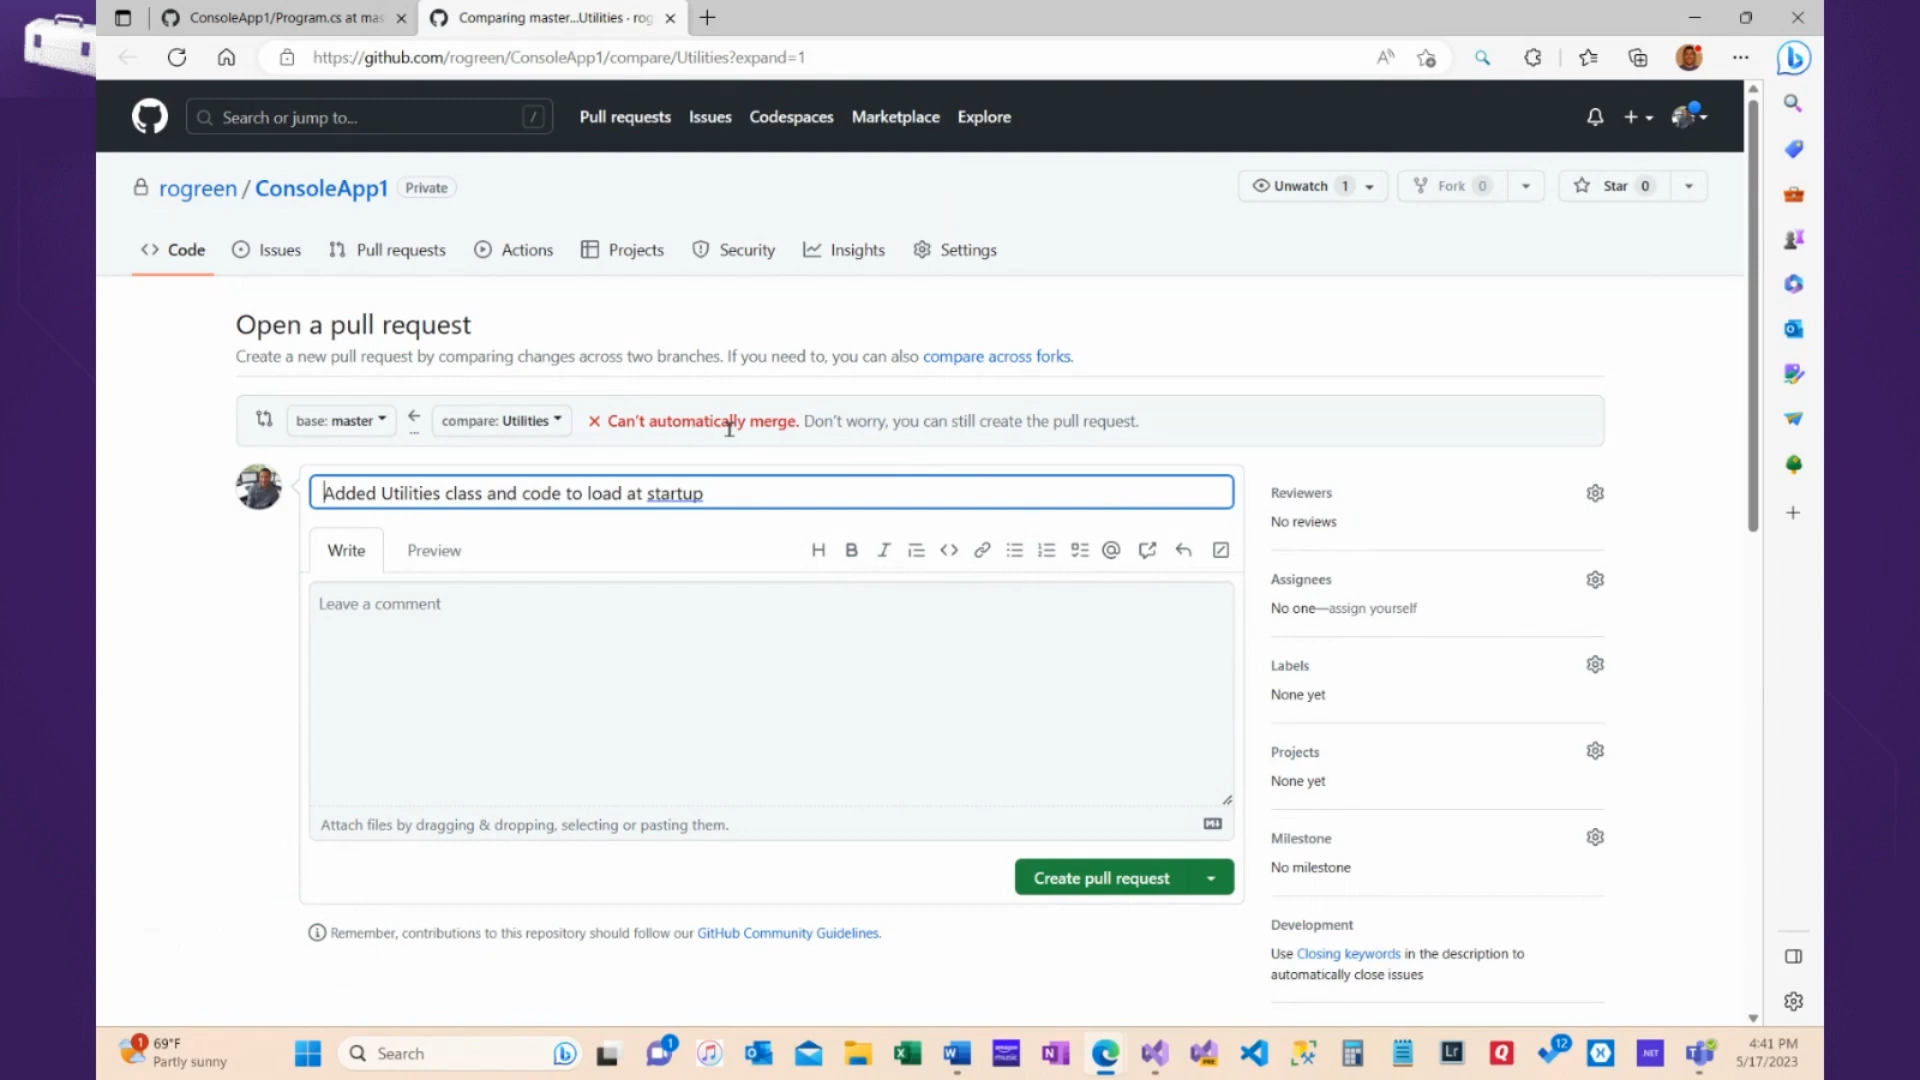 ConsoleApp1/Program.cs at mas
Comparing master...Utilities · rog
https://github.com/rogreen/ConsoleApp1/compare/Utilities?expand=1
Search or jump to...
/
Pull requests
Issues
Codespaces
Marketplace
Explore
rogreen / ConsoleApp1
Private
Unwatch 1
Fork 0
Star 0
Code
Issues
Pull requests
Actions
Projects
Security
Insights
Settings
Open a pull request
Create a new pull request by comparing changes across two branches. If you need to, you can also compare across forks.
base: master
compare: Utilities
Can't automatically merge. Don't worry, you can still create the pull request.
Added Utilities class and code to load at startup
Write
Preview
Leave a comment
Attach files by dragging & dropping, selecting or pasting them.
Create pull request
Remember, contributions to this repository should follow our GitHub Community Guidelines.
Reviewers
No reviews
Assignees
No one—assign yourself
Labels
None yet
Projects
None yet
Milestone
No milestone
Development
Use Closing keywords in the description to
automatically close issues
1
69°F
Partly sunny
Search
1
12
4:41 PM
5/17/2023